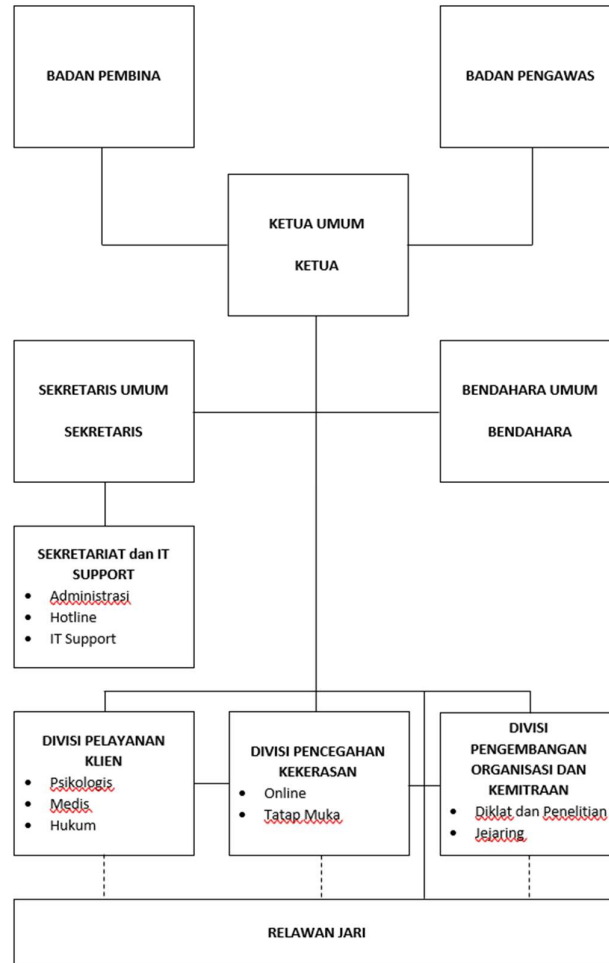 BADAN PEMBINA
BADAN PENGAWAS
KETUA UMUM
KETUA
SEKRETARIS UMUM
SEKRETARIS
BENDAHARA UMUM
BENDAHARA
SEKRETARIAT dan IT
SUPPORT
• Administrasi
• Hotline
• IT Support
DIVISI PELAYANAN
KLIEN
• Psikologis
• Medis
• Hukum
DIVISI PENCEGAHAN
KEKERASAN
• Online
• Tatap Muka
DIVISI
PENGEMBANGAN
ORGANISASI DAN
KEMITRAAN
• Diklat dan Penelitian
• Jejaring
RELAWAN JARI